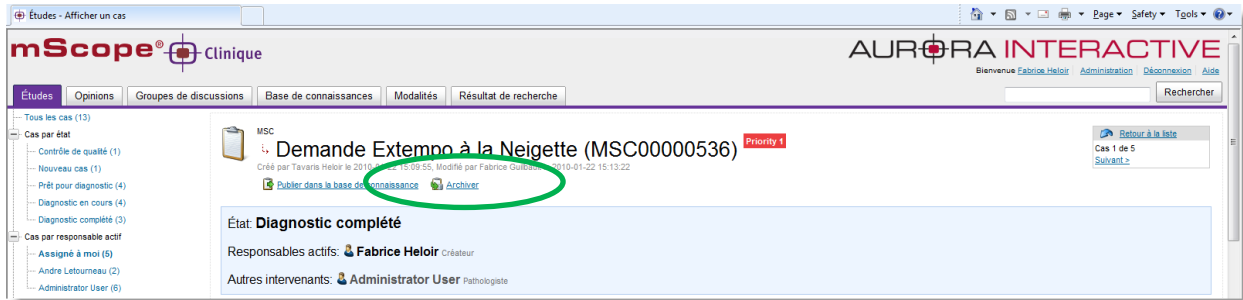 Études - Afficher un cas
Page Safety Tools
mScope® Clinique
AURORA INTERACTIVE
Bienvenue Fabrice Heloir Administration Déconnexion Aide
Études Opinions Groupes de discussions Base de connaissances Modalités Résultat de recherche Rechercher
Tous les cas (13)
Cas par état
Contrôle de qualité (1)
Nouveau cas (1)
Prêt pour diagnostic (4)
Diagnostic en cours (4)
Diagnostic complété (3)
Cas par responsable actif
Assigné à moi (5)
Andre Letourneau (2)
Administrator User (6)
MSC
Demande Extempo à la Neigette (MSC00000536) Priority 1
Créé par Tavaris Heloir le 2010-01-22 15:09:55, Modifié par Fabrice 2010-01-22 15:13:22
Publier dans la base de connaissance Archiver
Retour à la liste
Cas 1 de 5
Suivant >
État: Diagnostic complété
Responsables actifs: Fabrice Heloir Créateur
Autres intervenants: Administrator User Pathologiste